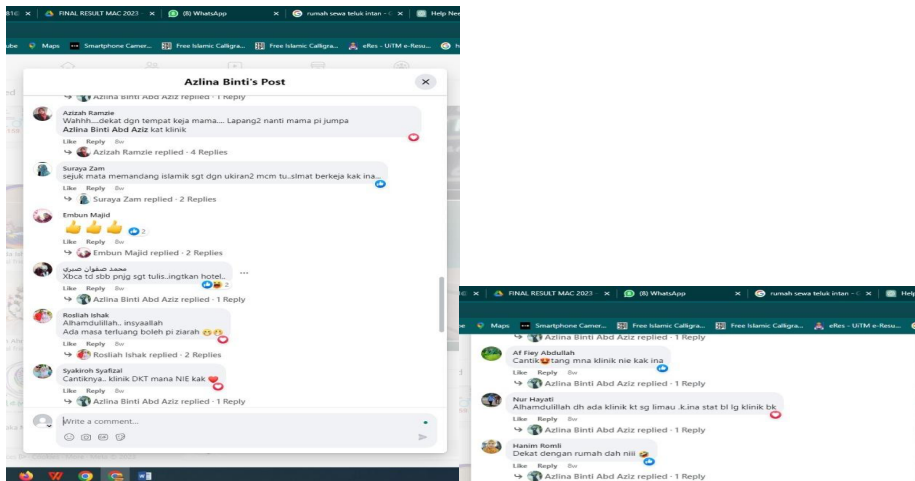 FINAL RESULT MAC 2023
(8) WhatsApp
rumah sewa teluk intan -
Help Nee
ube
Maps
Smartphone Camer...
Free Islamic Calligra...
Free Islamic Calligra...
eRes - UiTM e-Resu...
Azlina Binti's Post
Azlina Binti Abd Aziz replied · 1 Reply
Azizah Ramzie
Wahhh....dekat dgn tempat keja mama.... Lapang2 nanti mama pi jumpa
Azlina Binti Abd Aziz kat klinik
Like Reply 8w
Azizah Ramzie replied · 4 Replies
Suraya Zam
sejuk mata memandang islamik sgt dgn ukiran2 mcm tu..slmat berkeja kak ina...
Like Reply 8w
Suraya Zam replied · 2 Replies
Embun Majid
2
Like Reply 8w
Embun Majid replied · 2 Replies
محمد صفوان صبري
Xbca td sbb pnjg sgt tulis..ingtkan hotel..
2
Like Reply 8w
Azlina Binti Abd Aziz replied · 1 Reply
Rosliah Ishak
Alhamdulillah.. insyaallah
Ada masa terluang boleh pi ziarah
Like Reply 8w
Rosliah Ishak replied · 2 Replies
Syakiroh Syafizal
Cantiknya.. klinik DKT mana NIE kak
Like Reply 8w
Azlina Binti Abd Aziz replied · 1 Reply
Write a comment...
FINAL RESULT MAC 2023
(8) WhatsApp
rumah sewa teluk intan -
Help
Maps
Smartphone Camer...
Free Islamic Calligra...
Free Islamic Calligra...
eRes - UiTM e-Resu...
Azlina Binti Abd Aziz replied · 1 Reply
Af Fiey Abdullah
Cantik tang mna klinik nie kak ina
Like Reply 8w
Azlina Binti Abd Aziz replied · 1 Reply
Nur Hayati
Alhamdulillah dh ada klinik kt sg limau .k.ina stat bl lg klinik bk
Like Reply 8w
Azlina Binti Abd Aziz replied · 1 Reply
Hanim Romli
Dekat dengan rumah dah niii
Like Reply 8w
Azlina Binti Abd Aziz replied · 1 Reply